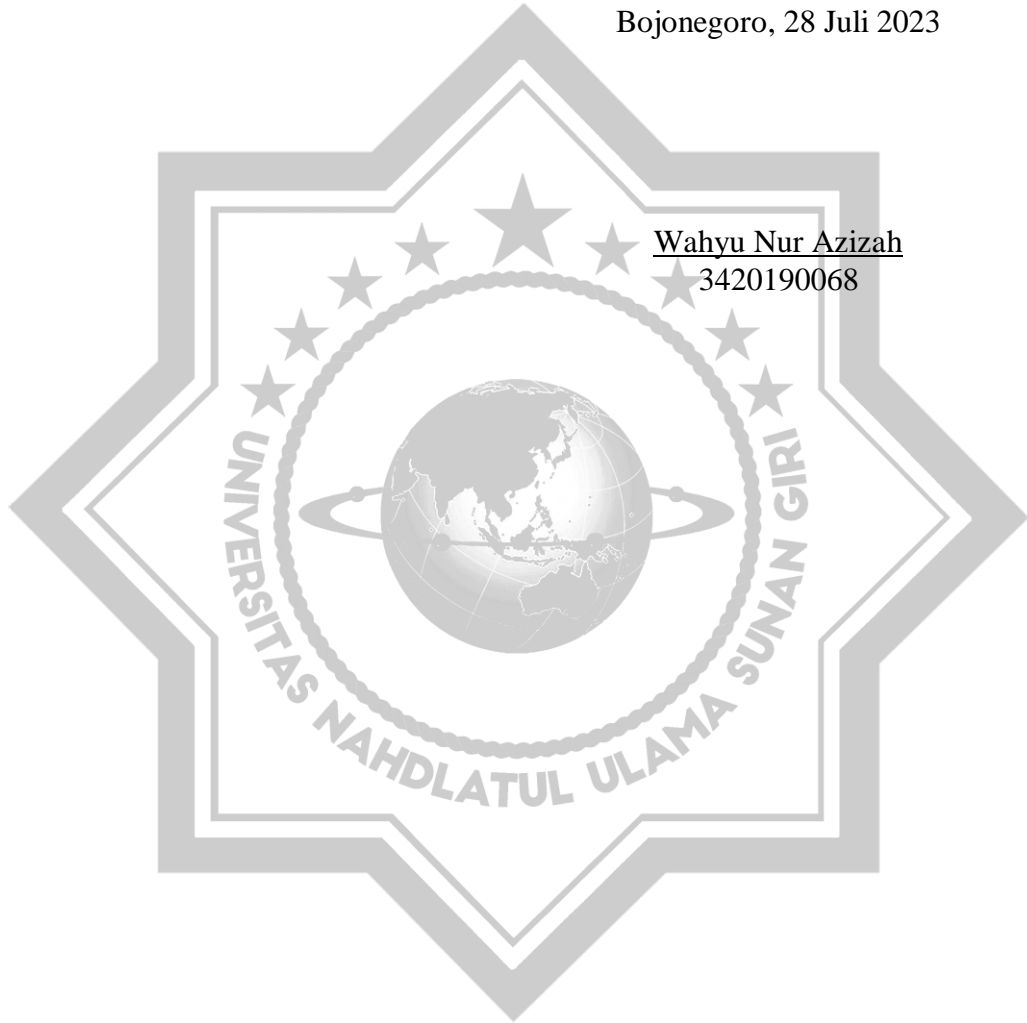 Bojonegoro, 28 Juli 2023
Wahyu Nur Azizah
3420190068
UNIVERSITAS NAHDLATUL ULAMA SUNAN GIRI